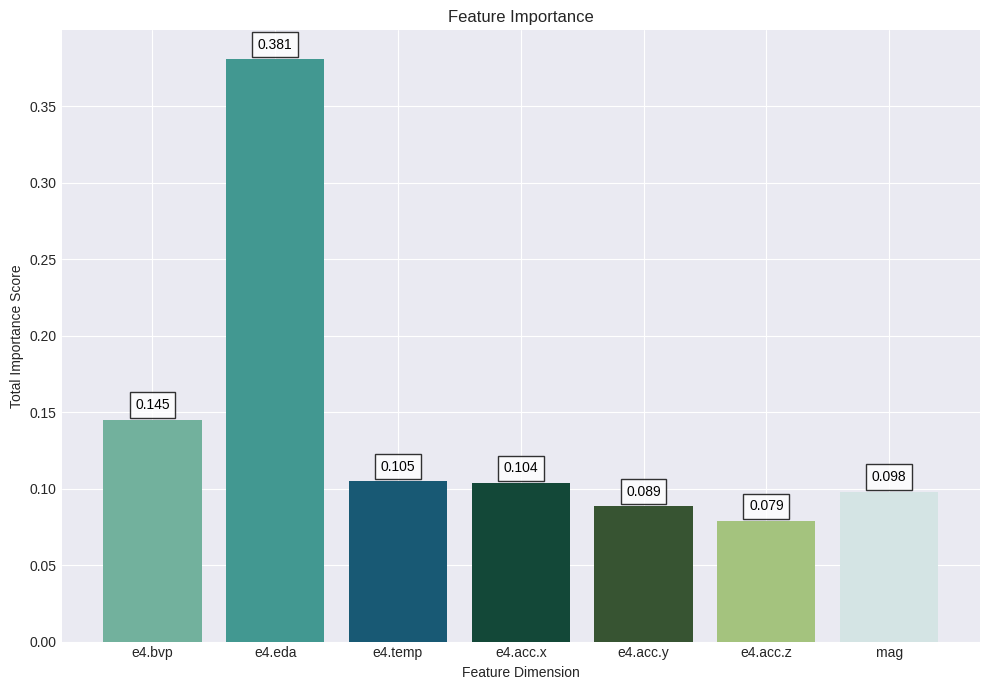 Feature Importance
Total Importance Score
0.35
0.30
0.25
0.20
0.15
0.10
0.05
0.00
0.145
0.381
0.105
0.104
0.089
0.079
0.098
e4.bvp
e4.eda
e4.temp
e4.acc.x
e4.acc.y
e4.acc.z
mag
Feature Dimension